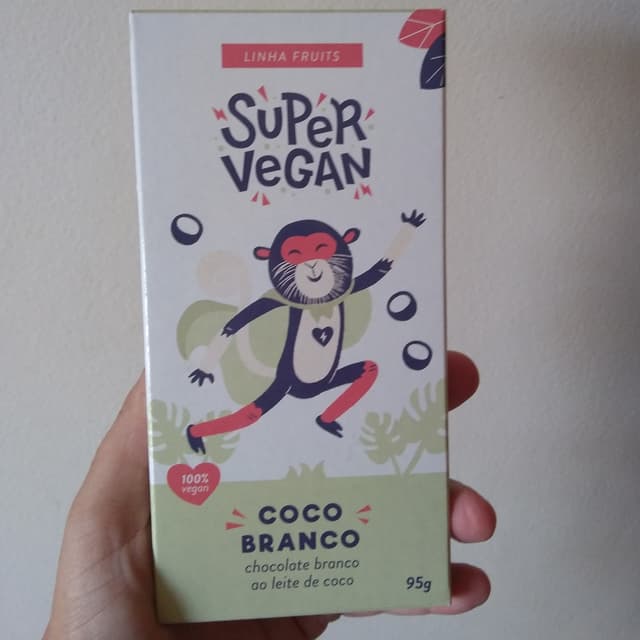 LINHA FRUITS
SUPER
VEGAN
100%
vegan
COCO
BRANCO
chocolate branco
ao leite de coco
95g